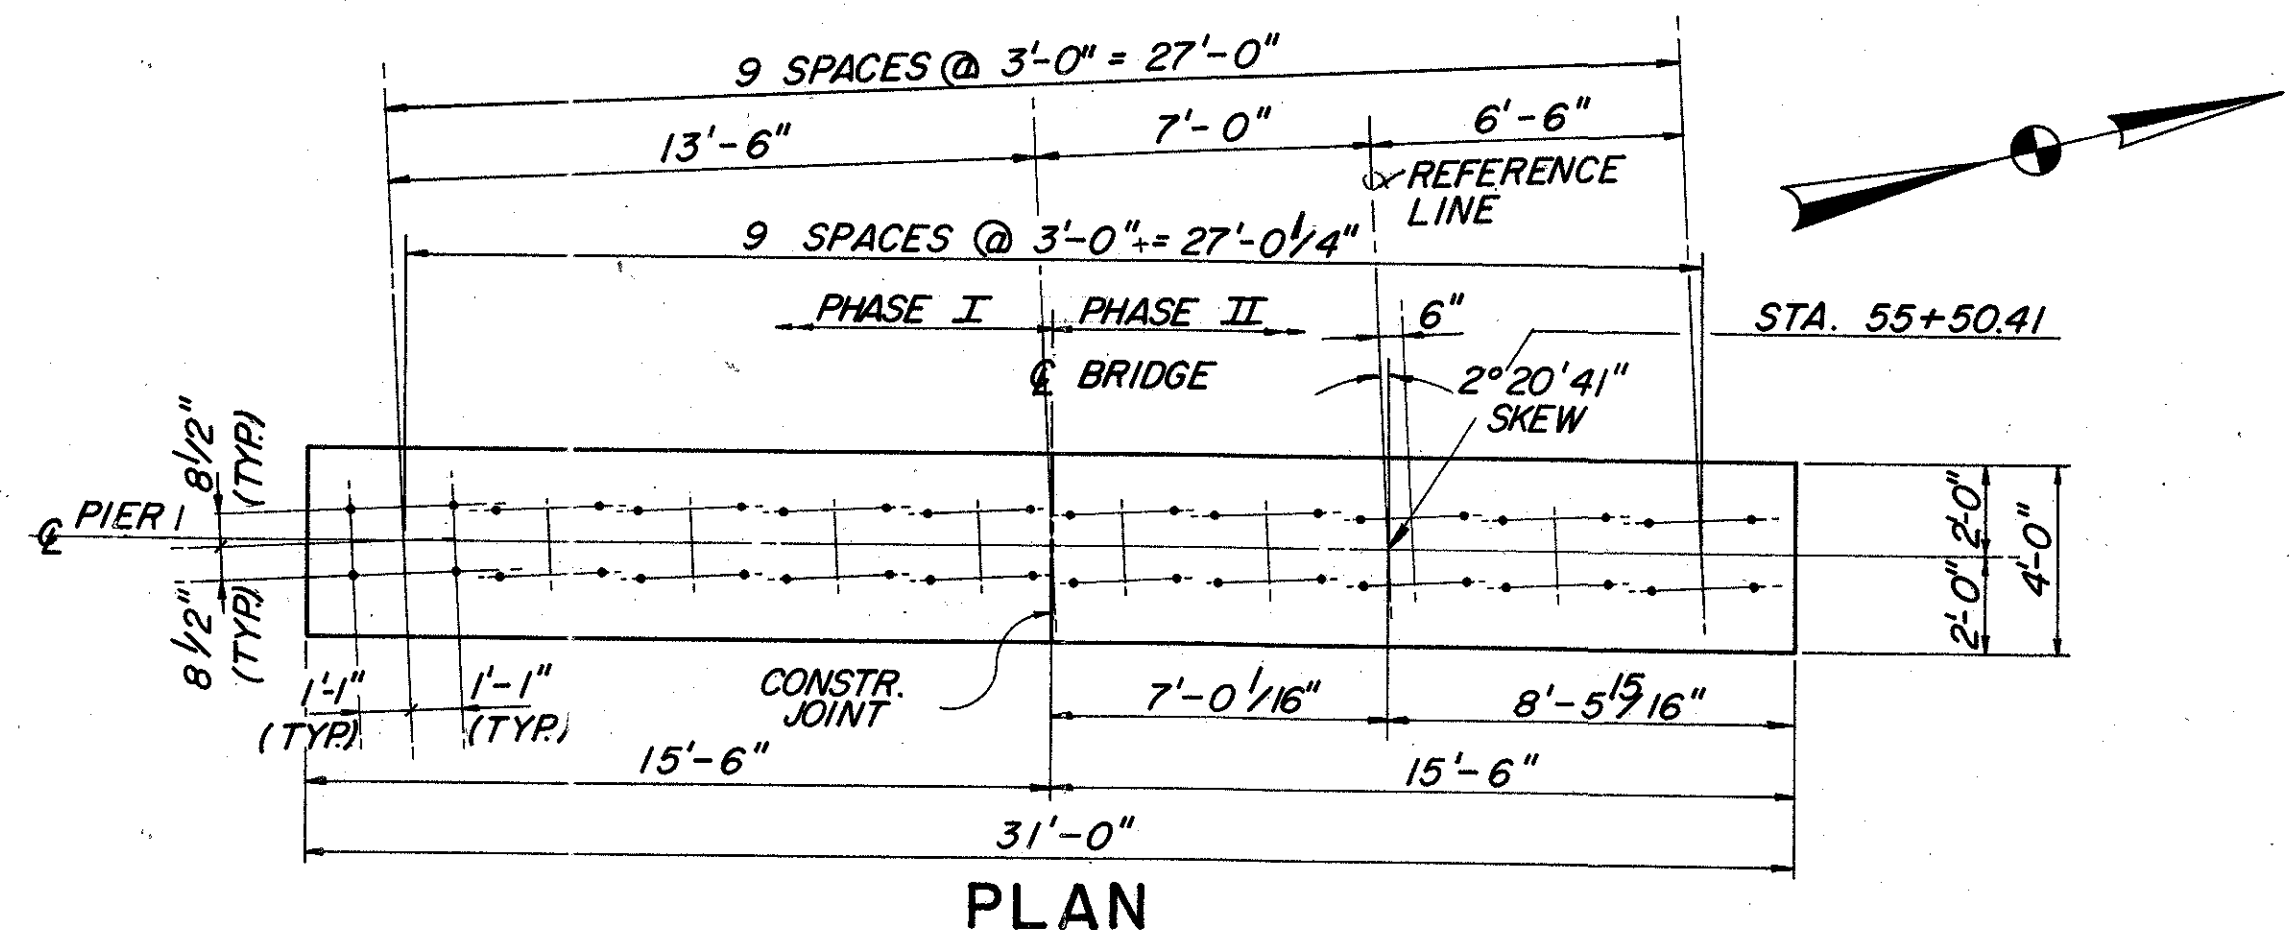 9 SPACES @ 3'-0" = 27'-0"
13'-6"
7'-0"
6'-6"
REFERENCE
LINE
9 SPACES @ 3'-0"± = 27'-0 1/4"
PHASE I
PHASE II
6"
STA. 55+50.41
℄ BRIDGE
2°20'41"
SKEW
8 1/2"
(TYP.)
℄ PIER 1
2'-0"
4'-0"
2'-0"
8 1/2"
(TYP.)
1'-1"
(TYP.)
1'-1"
(TYP.)
CONSTR.
JOINT
7'-0 1/16"
8'-5 15/16"
15'-6"
15'-6"
31'-0"
PLAN